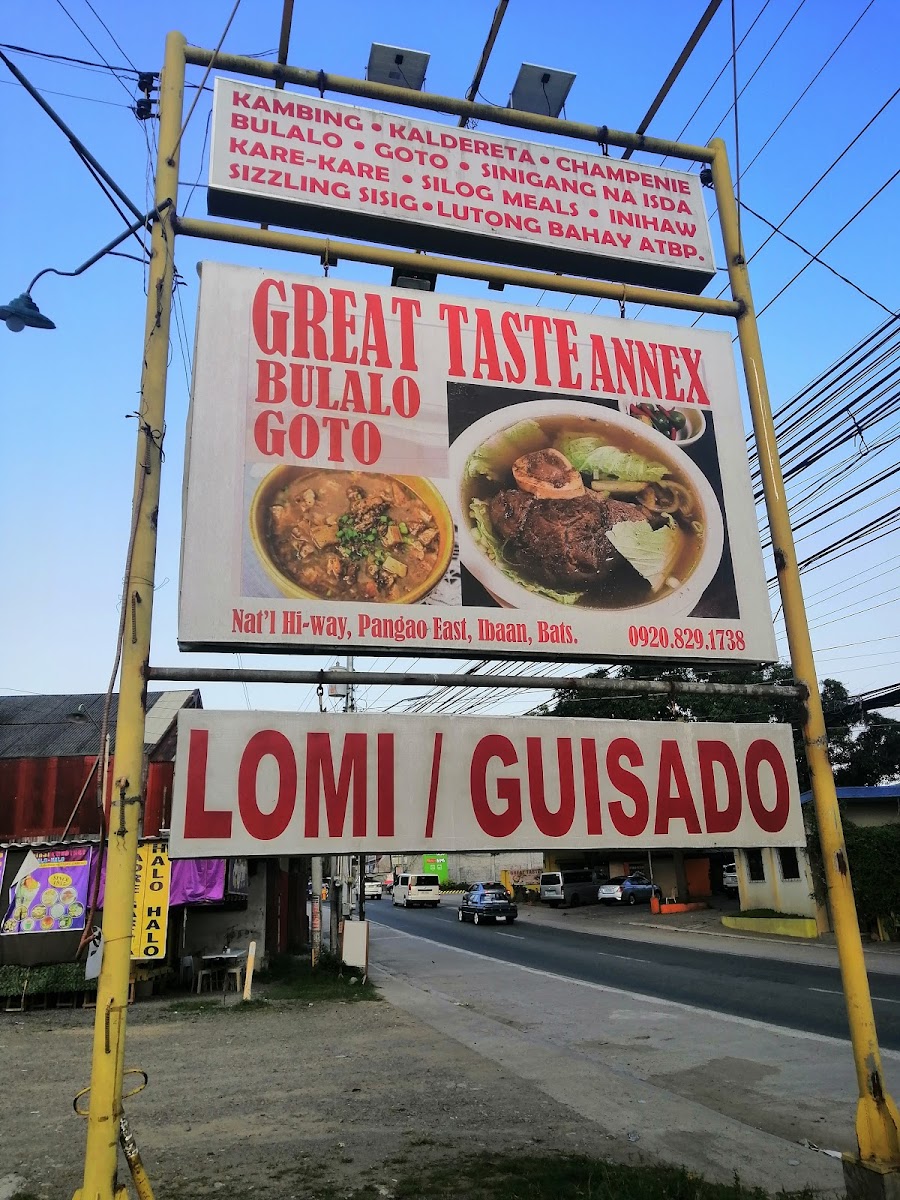 KAMBING • KALDERETA • CHAMPENIE
BULALO • GOTO • SINIGANG NA ISDA
KARE-KARE • SILOG MEALS • INIHAW
SIZZLING SISIG • LUTONG BAHAY ATBP.
GREAT TASTE ANNEX
BULALO
GOTO
Nat'l Hi-way, Pangao East, Ibaan, Bats.
0920.829.1738
LOMI / GUISADO
HALO HALO